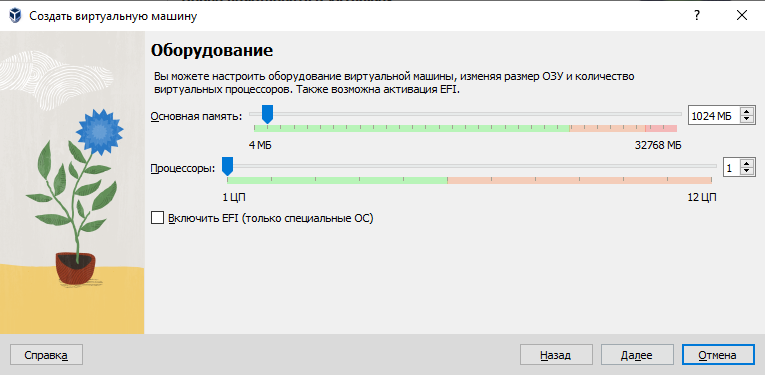 Создать виртуальную машину
Оборудование
Вы можете настроить оборудование виртуальной машины, изменяя размер ОЗУ и количество
виртуальных процессоров. Также возможна активация EFI.
Основная память: 1024 МБ
4 МБ 32768 МБ
Процессоры: 1
1 ЦП 12 ЦП
Включить EFI (только специальные ОС)
Справка Назад Далее Отмена